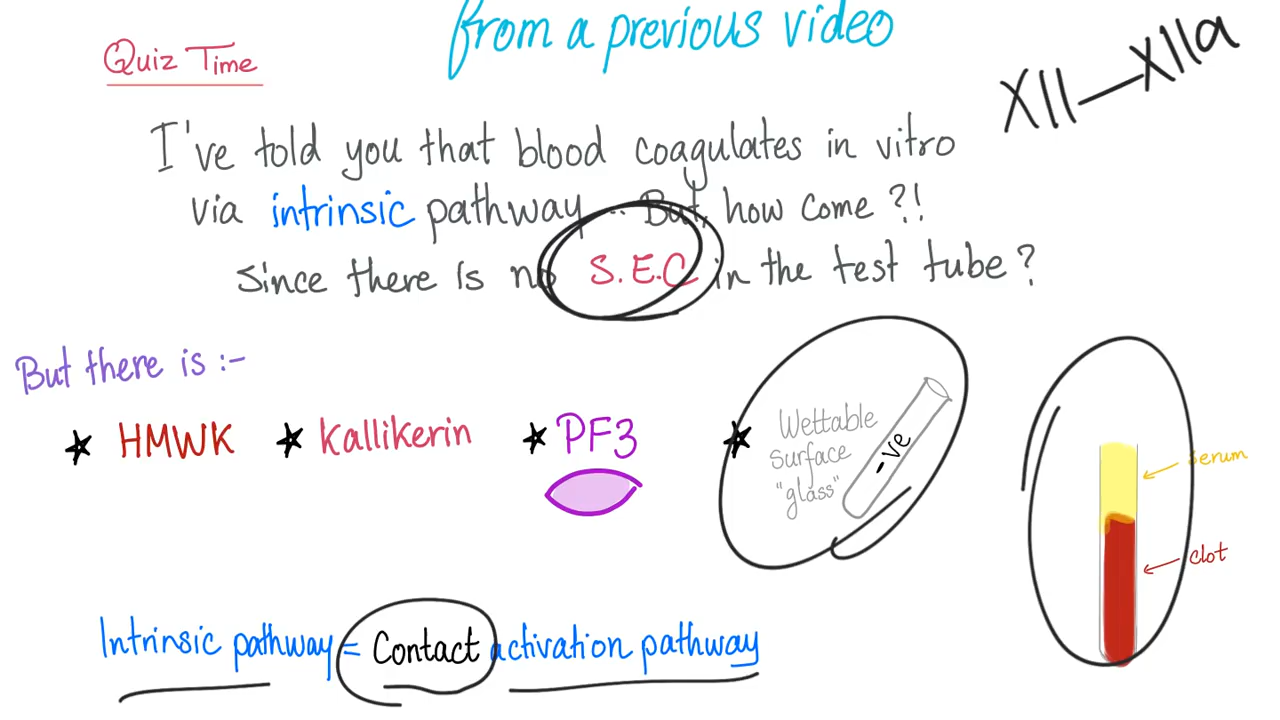 from a previous video
Quiz Time
XII—XIIa
I've told you that blood coagulates in vitro
via intrinsic pathway .. But, how come ?!
since there is no S.E.C in the test tube ?
But there is :-
★ HMWK ★ kallikerin ★ PF3 ★ Wettable
surface
"glass"
-ve
serum
clot
Intrinsic pathway = Contact activation pathway